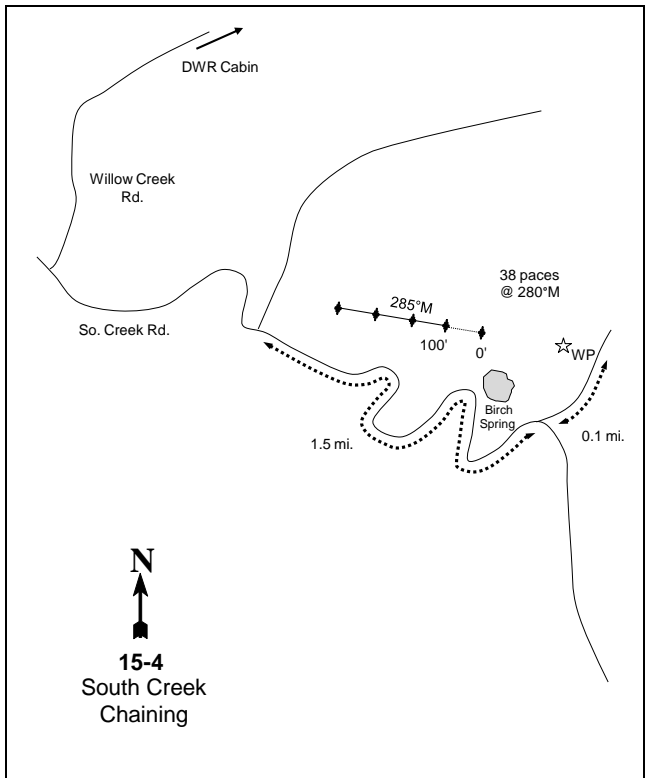 DWR Cabin
Willow Creek
Rd.
38 paces
@ 280°M
285°M
So. Creek Rd.
100'
0'
WP
Birch
Spring
1.5 mi.
0.1 mi.
N
15-4
South Creek
Chaining